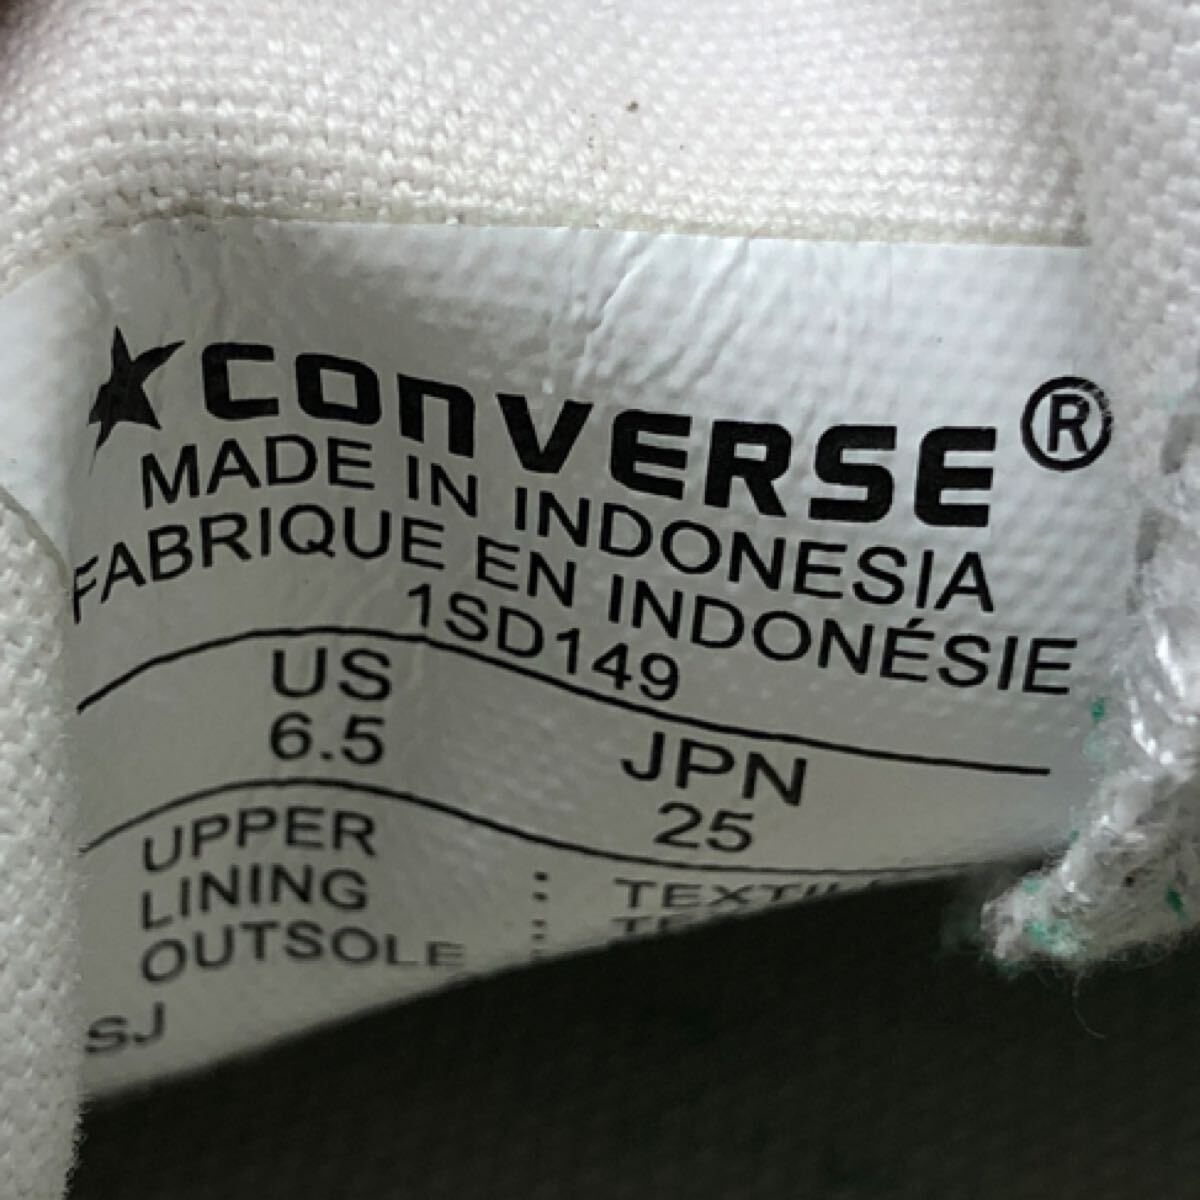 CONVERSE®
MADE IN INDONESIA
FABRIQUE EN INDONÉSIE
1SD149
US JPN
6.5 25
UPPER :
LINING :
OUTSOLE :
SJ